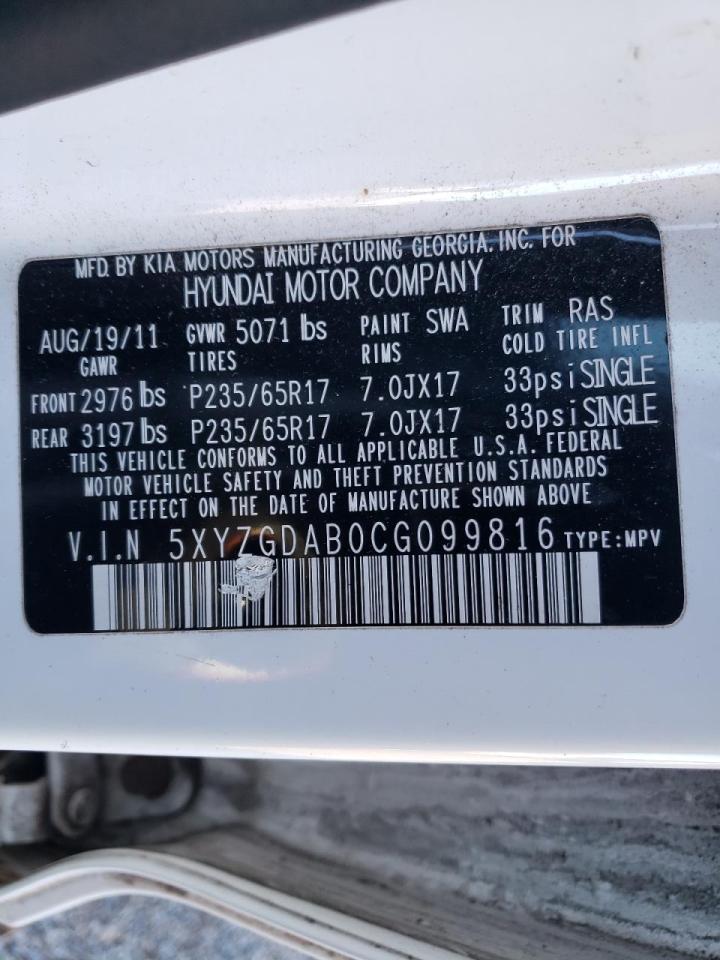 MFD. BY KIA MOTORS MANUFACTURING GEORGIA. INC. FOR
HYUNDAI MOTOR COMPANY
AUG/19/11 GVWR 5071 lbs PAINT SWA TRIM RAS
GAWR TIRES RIMS COLD TIRE INFL
FRONT 2976 lbs P235/65R17 7.0JX17 33psi SINGLE
REAR 3197 lbs P235/65R17 7.0JX17 33psi SINGLE
THIS VEHICLE CONFORMS TO ALL APPLICABLE U.S.A. FEDERAL
MOTOR VEHICLE SAFETY AND THEFT PREVENTION STANDARDS
IN EFFECT ON THE DATE OF MANUFACTURE SHOWN ABOVE
V.I.N 5XYZGDAB0CG099816 TYPE:MPV